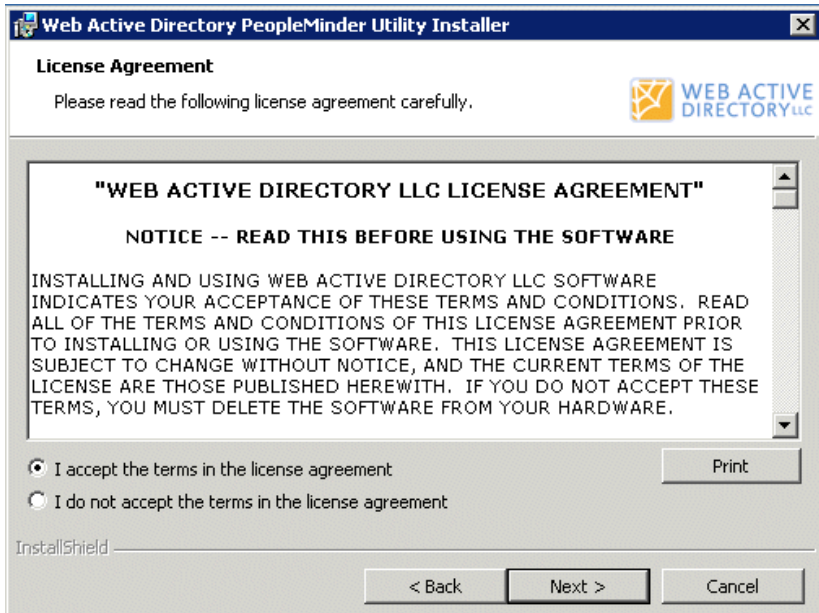 Web Active Directory PeopleMinder Utility Installer
License Agreement
Please read the following license agreement carefully.
WEB ACTIVE
DIRECTORY LLC
"WEB ACTIVE DIRECTORY LLC LICENSE AGREEMENT"
NOTICE -- READ THIS BEFORE USING THE SOFTWARE
INSTALLING AND USING WEB ACTIVE DIRECTORY LLC SOFTWARE
INDICATES YOUR ACCEPTANCE OF THESE TERMS AND CONDITIONS.  READ
ALL OF THE TERMS AND CONDITIONS OF THIS LICENSE AGREEMENT PRIOR
TO INSTALLING OR USING THE SOFTWARE.  THIS LICENSE AGREEMENT IS
SUBJECT TO CHANGE WITHOUT NOTICE, AND THE CURRENT TERMS OF THE
LICENSE ARE THOSE PUBLISHED HEREWITH.  IF YOU DO NOT ACCEPT THESE
TERMS, YOU MUST DELETE THE SOFTWARE FROM YOUR HARDWARE.
I accept the terms in the license agreement
Print
I do not accept the terms in the license agreement
InstallShield
< Back
Next >
Cancel